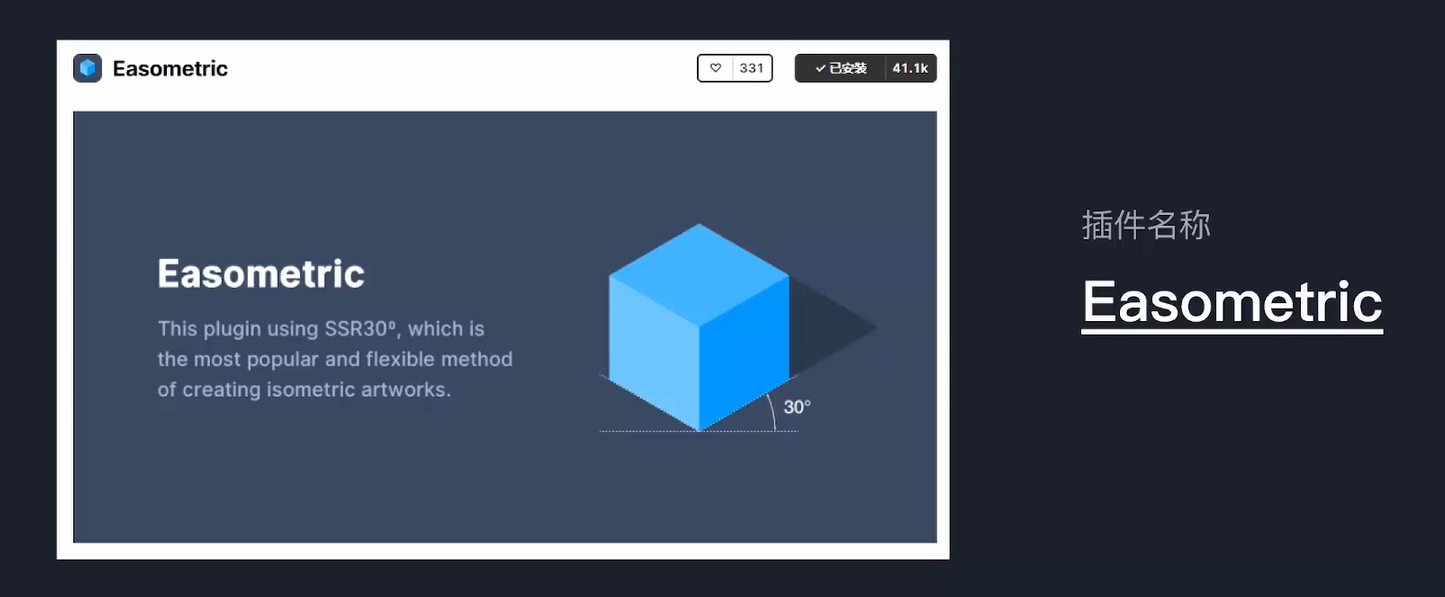 Easometric
331
已安装
41.1k
Easometric
This plugin using SSR30º, which is
the most popular and flexible method
of creating isometric artworks.
30°
插件名称
Easometric